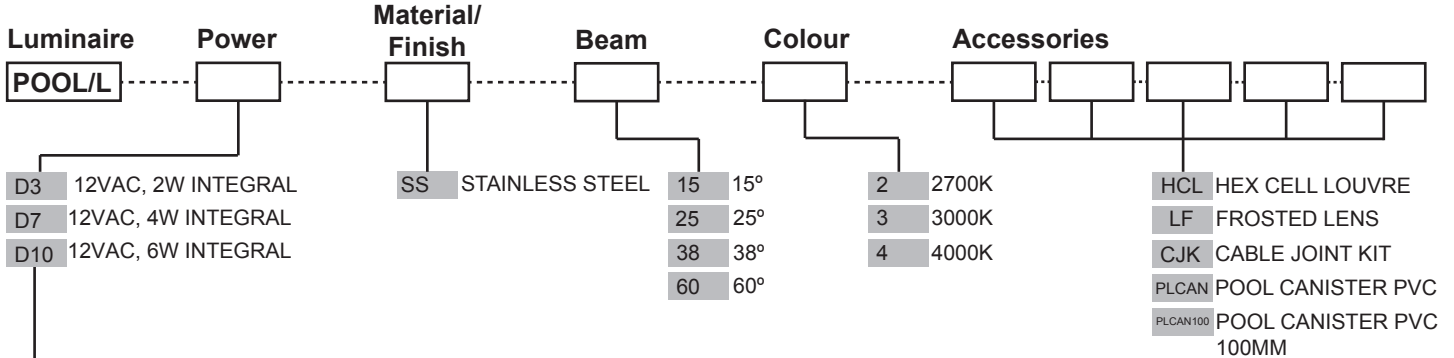 Luminaire Power Material/ Finish Beam Colour Accessories
POOL/L
D3 12VAC, 2W INTEGRAL
D7 12VAC, 4W INTEGRAL
D10 12VAC, 6W INTEGRAL
SS STAINLESS STEEL
15 15º
25 25º
38 38º
60 60º
2 2700K
3 3000K
4 4000K
HCL HEX CELL LOUVRE
LF FROSTED LENS
CJK CABLE JOINT KIT
PLCAN POOL CANISTER PVC
PLCAN100 POOL CANISTER PVC
100MM